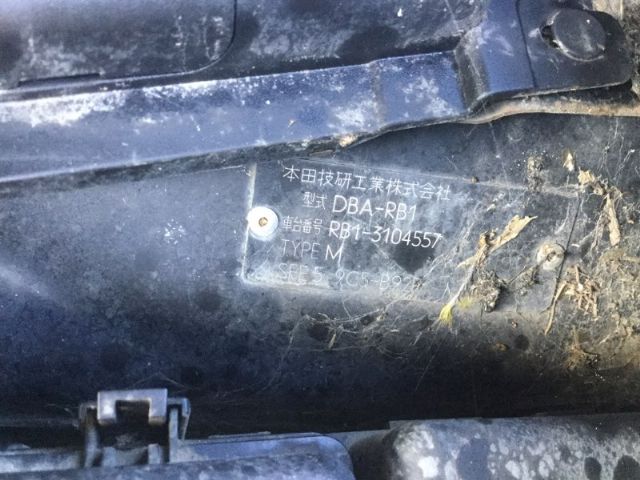 本田技研工業株式会社
型式 DBA-RB1
車台番号 RB1-3104557
TYPE M